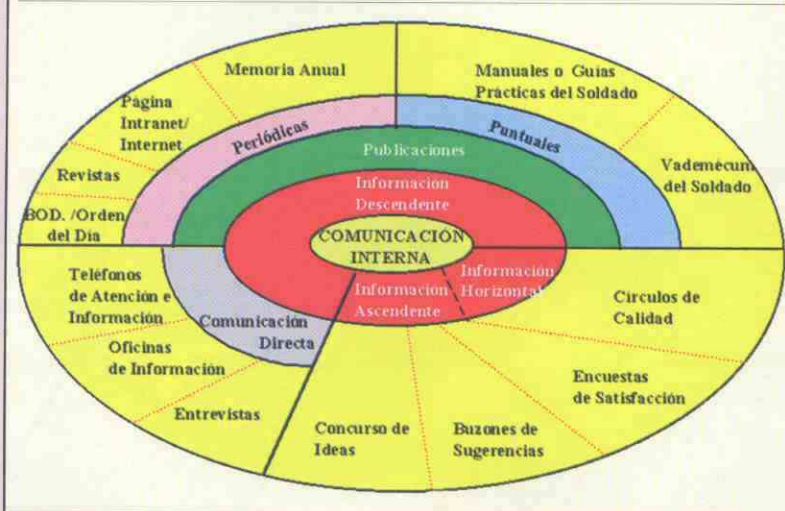 Memoria Anual
Manuales o Guías
Prácticas del Soldado
Página
Intranet/
Internet
Periódicas
Puntuales
Publicaciones
Revistas
Vademécum
del Soldado
Información
Descendente
BOD. /Orden
del Día
COMUNICACIÓN
INTERNA
Teléfonos
de Atención e
Información
Información
Horizontal
Información
Ascendente
Círculos de
Calidad
Comunicación
Directa
Oficinas
de Información
Encuestas
de Satisfacción
Entrevistas
Concurso de
Ideas
Buzones de
Sugerencias